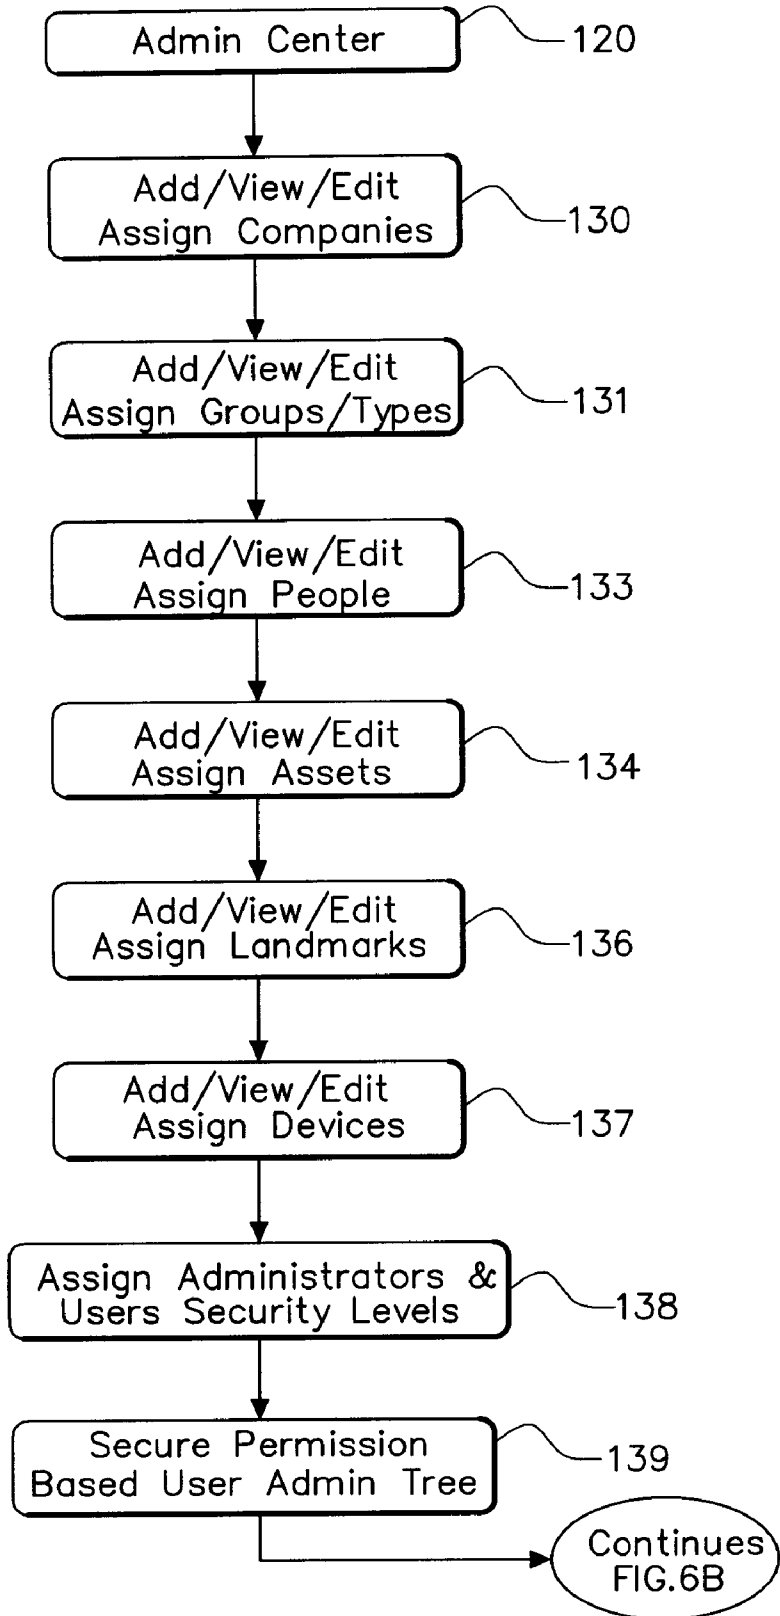 Admin Center
120
Add/View/Edit
Assign Companies
130
Add/View/Edit
Assign Groups/Types
131
Add/View/Edit
Assign People
133
Add/View/Edit
Assign Assets
134
Add/View/Edit
Assign Landmarks
136
Add/View/Edit
Assign Devices
137
Assign Administrators &
Users Security Levels
138
Secure Permission
Based User Admin Tree
139
Continues
FIG.6B